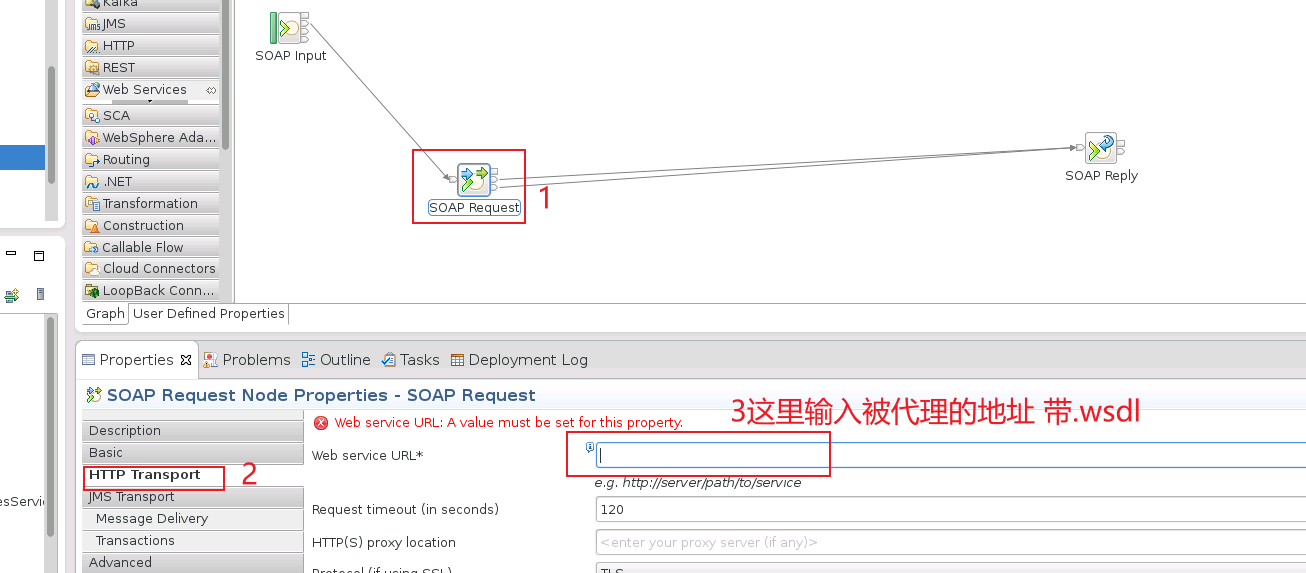 Kafka
JMS
SOAP Input
HTTP
REST
Web Services
SCA
WebSphere Ada...
Routing
.NET
SOAP Reply
Transformation
SOAP Request
1
Construction
Callable Flow
Cloud Connectors
LoopBack Conn...
Graph
User Defined Properties
Properties
Problems
Outline
Tasks
Deployment Log
SOAP Request Node Properties - SOAP Request
3这里输入被代理的地址 带.wsdl
Web service URL: A value must be set for this property.
Description
Basic
Web service URL*
HTTP Transport
2
e.g. http://server/path/to/service
JMS Transport
esServi
Request timeout (in seconds)
120
Message Delivery
Transactions
HTTP(S) proxy location
<enter your proxy server (if any)>
Advanced
Protocol (if using SSL)
TLS